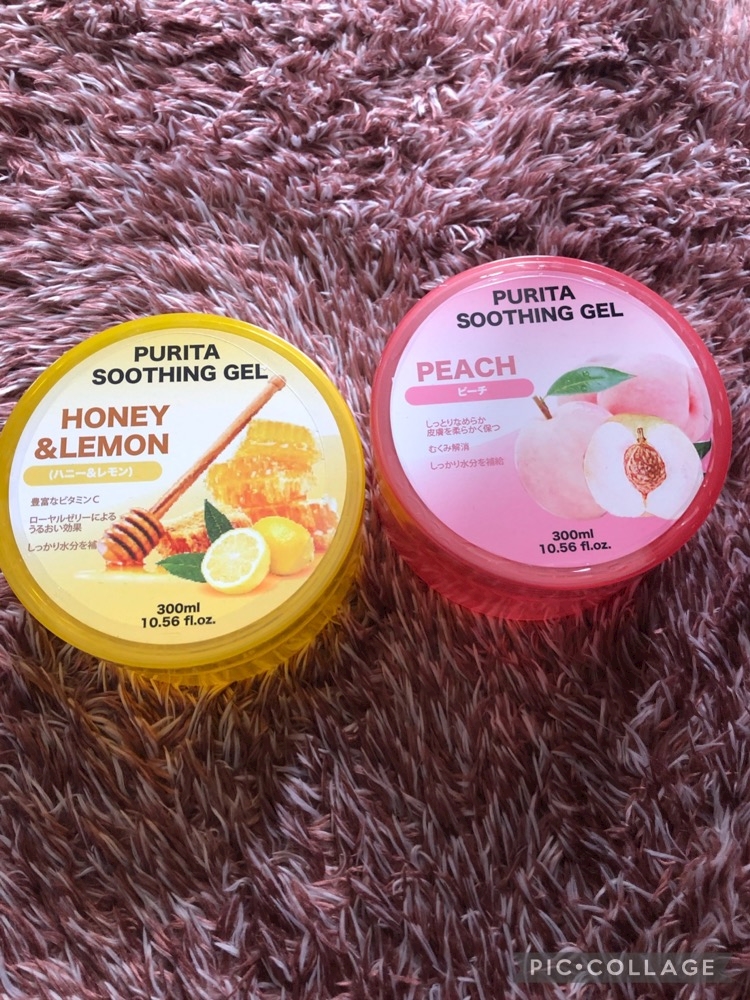 PURITA
SOOTHING GEL
HONEY
&LEMON
(ハニー&レモン)
豊富なビタミンC
ローヤルゼリーによる
うるおい効果
しっかり水分を補
300ml
10.56 fl.oz.
PURITA
SOOTHING GEL
PEACH
ピーチ
しっとりなめらか
皮膚を柔らかく保つ
むくみ解消
しっかり水分を補給
300ml
10.56 fl.oz.
PIC•COLLAGE